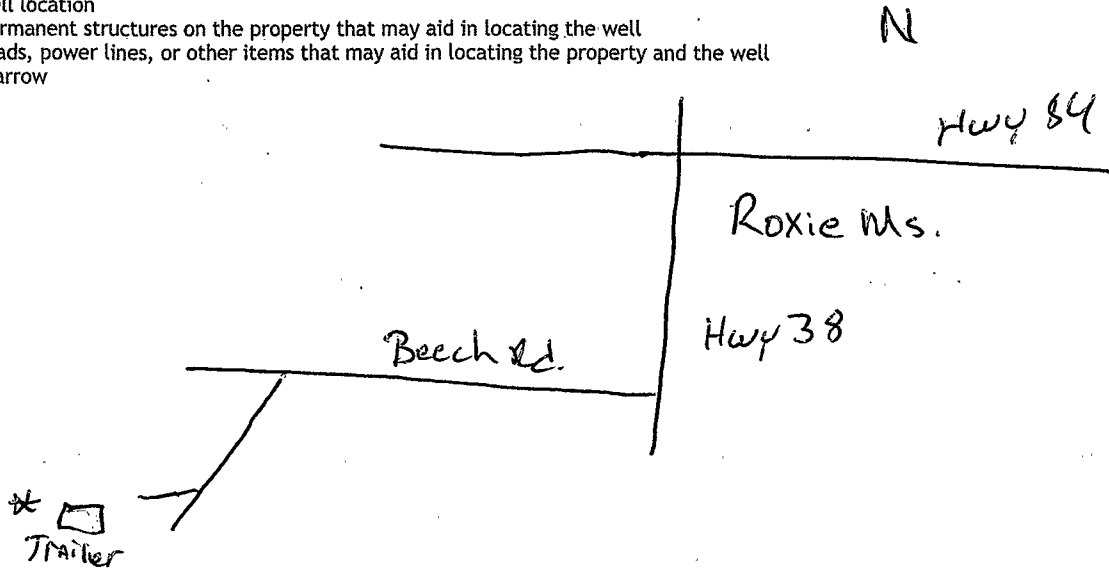 ll location
rmanent structures on the property that may aid in locating the well
ads, power lines, or other items that may aid in locating the property and the well
arrow
N
Hwy 84
Roxie Ms.
Hwy 38
Beech Rd.
*
Trailer